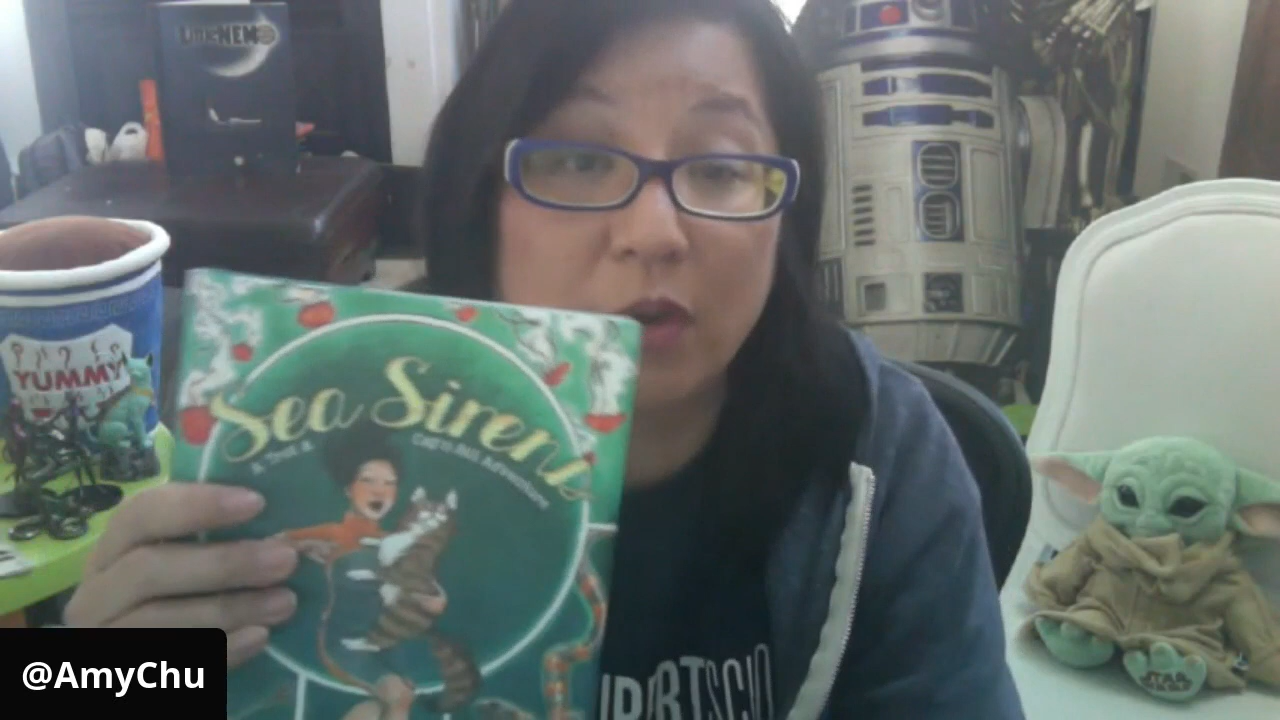 LITTLE NEMO
YUMMY
Sea Sirens
A Trot & Cap'n Bill Adventure
STAR
WARS
@AmyChu